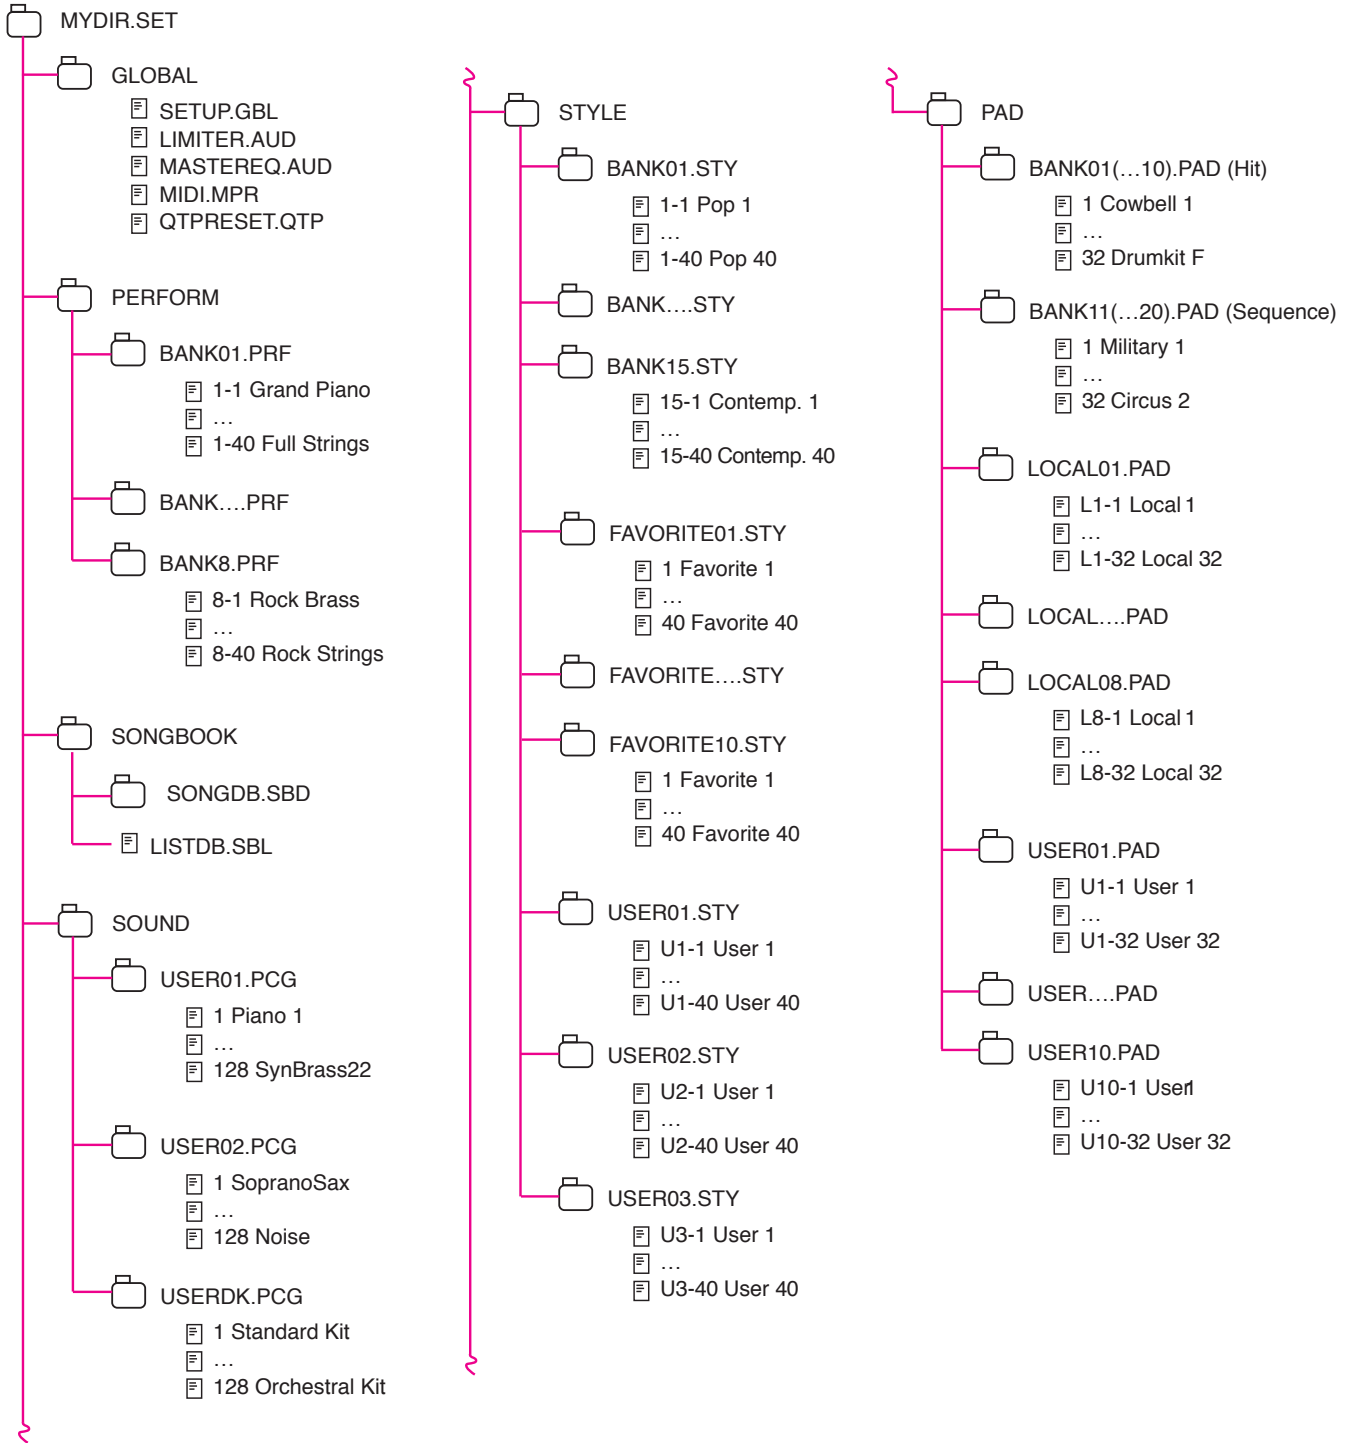 MYDIR.SET
GLOBAL
SETUP.GBL
LIMITER.AUD
MASTEREQ.AUD
MIDI.MPR
QTPRESET.QTP
PERFORM
BANK01.PRF
1-1 Grand Piano
…
1-40 Full Strings
BANK….PRF
BANK8.PRF
8-1 Rock Brass
…
8-40 Rock Strings
SONGBOOK
SONGDB.SBD
LISTDB.SBL
SOUND
USER01.PCG
1 Piano 1
…
128 SynBrass22
USER02.PCG
1 SopranoSax
…
128 Noise
USERDK.PCG
1 Standard Kit
…
128 Orchestral Kit
STYLE
BANK01.STY
1-1 Pop 1
…
1-40 Pop 40
BANK….STY
BANK15.STY
15-1 Contemp. 1
…
15-40 Contemp. 40
FAVORITE01.STY
1 Favorite 1
…
40 Favorite 40
FAVORITE….STY
FAVORITE10.STY
1 Favorite 1
…
40 Favorite 40
USER01.STY
U1-1 User 1
…
U1-40 User 40
USER02.STY
U2-1 User 1
…
U2-40 User 40
USER03.STY
U3-1 User 1
…
U3-40 User 40
PAD
BANK01(…10).PAD (Hit)
1 Cowbell 1
…
32 Drumkit F
BANK11(…20).PAD (Sequence)
1 Military 1
…
32 Circus 2
LOCAL01.PAD
L1-1 Local 1
…
L1-32 Local 32
LOCAL….PAD
LOCAL08.PAD
L8-1 Local 1
…
L8-32 Local 32
USER01.PAD
U1-1 User 1
…
U1-32 User 32
USER….PAD
USER10.PAD
U10-1 User1
…
U10-32 User 32